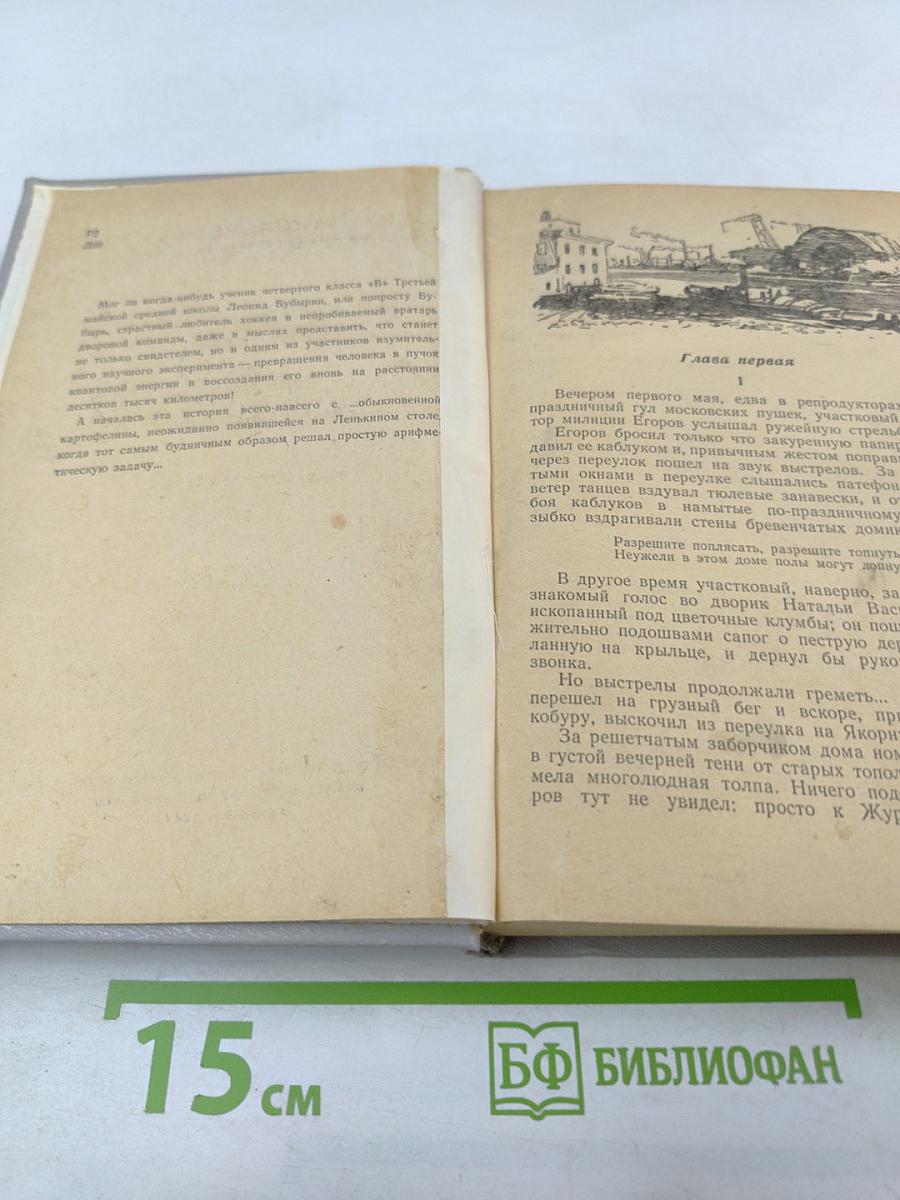 Р2
Л99
Мог ли когда-нибудь ученик четвертого класса «В» Третьей
майской средней школы Леонид Бубырин, или попросту Бу-
бырь, страстный любитель хоккея и непробиваемый вратарь
дворовой команды, даже в мыслях представить, что станет
не только свидетелем, но и одним из участников изумитель-
ного научного эксперимента — превращения человека в пучок
квантовой энергии и воссоздания его вновь на расстоянии
десятков тысяч километров!
А началась эта история всего-навсего с ...обыкновенной
картофелины, неожиданно появившейся на Ленькином столе,
когда тот самым будничным образом решал простую арифме-
тическую задачу...
Глава первая
1
Вечером первого мая, едва в репродукторах
праздничный гул московских пушек, участковый
тор милиции Егоров услышал ружейную стрельб
Егоров бросил только что закуренную папир
давил ее каблуком и, привычным жестом поправ
через переулок пошел на звук выстрелов. За
тыми окнами в переулке слышались патефон
ветер танцев вздувал тюлевые занавески, и от
боя каблуков в намытые по-праздничному
зыбко вздрагивали стены бревенчатых домик
Разрешите поплясать, разрешите топнуть
Неужели в этом доме полы могут лопну
В другое время участковый, наверно, за
знакомый голос во дворик Натальи Вас
ископанный под цветочные клумбы; он пош
жительно подошвами сапог о пеструю дер
ланную на крыльце, и дернул бы руко
звонка.
Но выстрелы продолжали греметь...
перешел на грузный бег и вскоре, при
кобуру, выскочил из переулка на Якорн
За решетчатым заборчиком дома ном
в густой вечерней тени от старых топол
мела многолюдная толпа. Ничего под
ров тут не увидел: просто к Жур
15 см
БФ БИБЛИОФАН